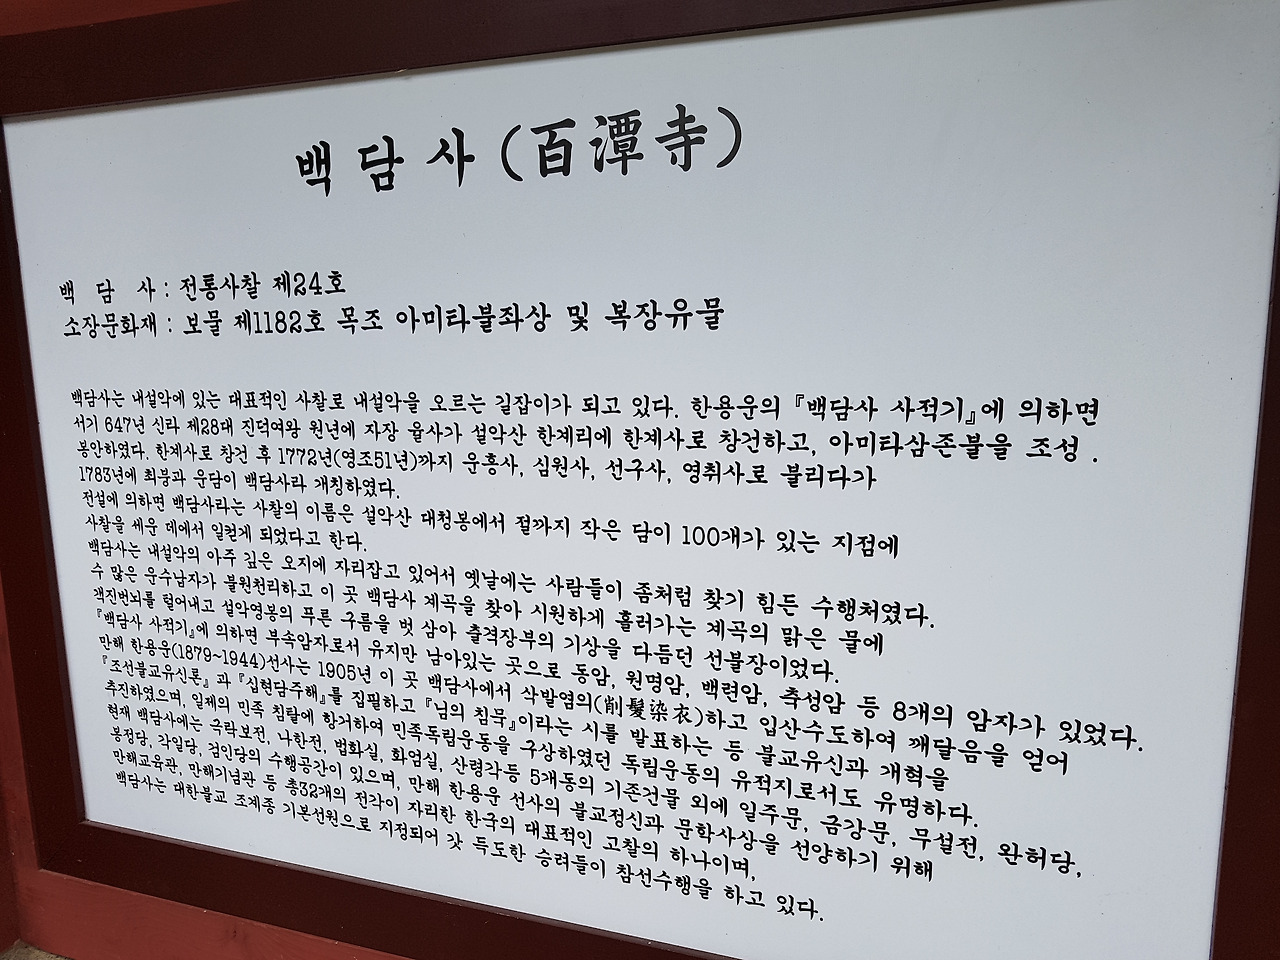 백담사(百潭寺)
백 담 사 : 전통사찰 제24호
소장문화재 : 보물 제1182호 목조 아미타불좌상 및 복장유물
백담사는 내설악에 있는 대표적인 사찰로 내설악을 오르는 길잡이가 되고 있다. 한용운의 『백담사 사적기』에 의하면
서기 647년 신라 제28대 진덕여왕 원년에 자장 율사가 설악산 한계리에 한계사로 창건하고, 아미타삼존불을 조성 .
봉안하였다. 한계사로 창건 후 1772년(영조51년)까지 운흥사, 심원사, 선구사, 영취사로 불리다가
1783년에 최붕과 운담이 백담사라 개칭하였다.
전설에 의하면 백담사라는 사찰의 이름은 설악산 대청봉에서 절까지 작은 담이 100개가 있는 지점에
사찰을 세운 데에서 일컫게 되었다고 한다.
백담사는 내설악의 아주 깊은 오지에 자리잡고 있어서 옛날에는 사람들이 좀처럼 찾기 힘든 수행처였다.
수 많은 운수납자가 불원천리하고 이 곳 백담사 계곡을 찾아 시원하게 흘러가는 계곡의 맑은 물에
객진번뇌를 털어내고 설악영봉의 푸른 구름을 벗 삼아 출격장부의 기상을 다듬던 선불장이었다.
『백담사 사적기』에 의하면 부속암자로서 유지만 남아있는 곳으로 동암, 원명암, 백련암, 축성암 등 8개의 암자가 있었다.
만해 한용운(1879~1944)선사는 1905년 이 곳 백담사에서 삭발염의(削髮染衣)하고 입산수도하여 깨달음을 얻어
『조선불교유신론』과 『십현담주해』를 집필하고 『님의 침묵』이라는 시를 발표하는 등 불교유신과 개혁을
추진하였으며, 일제의 민족 침탈에 항거하여 민족독립운동을 구상하였던 독립운동의 유적지로서도 유명하다.
현재 백담사에는 극락보전, 나한전, 법화실, 화엄실, 산령각등 5개동의 기존건물 외에 일주문, 금강문, 무설전, 완허당,
봉정당, 각일당, 검인당의 수행공간이 있으며, 만해 한용운 선사의 불교정신과 문학사상을 선양하기 위해
만해교육관, 만해기념관 등 총32개의 전각이 자리한 한국의 대표적인 고찰의 하나이며,
백담사는 대한불교 조계종 기본선원으로 지정되어 갓 득도한 승려들이 참선수행을 하고 있다.